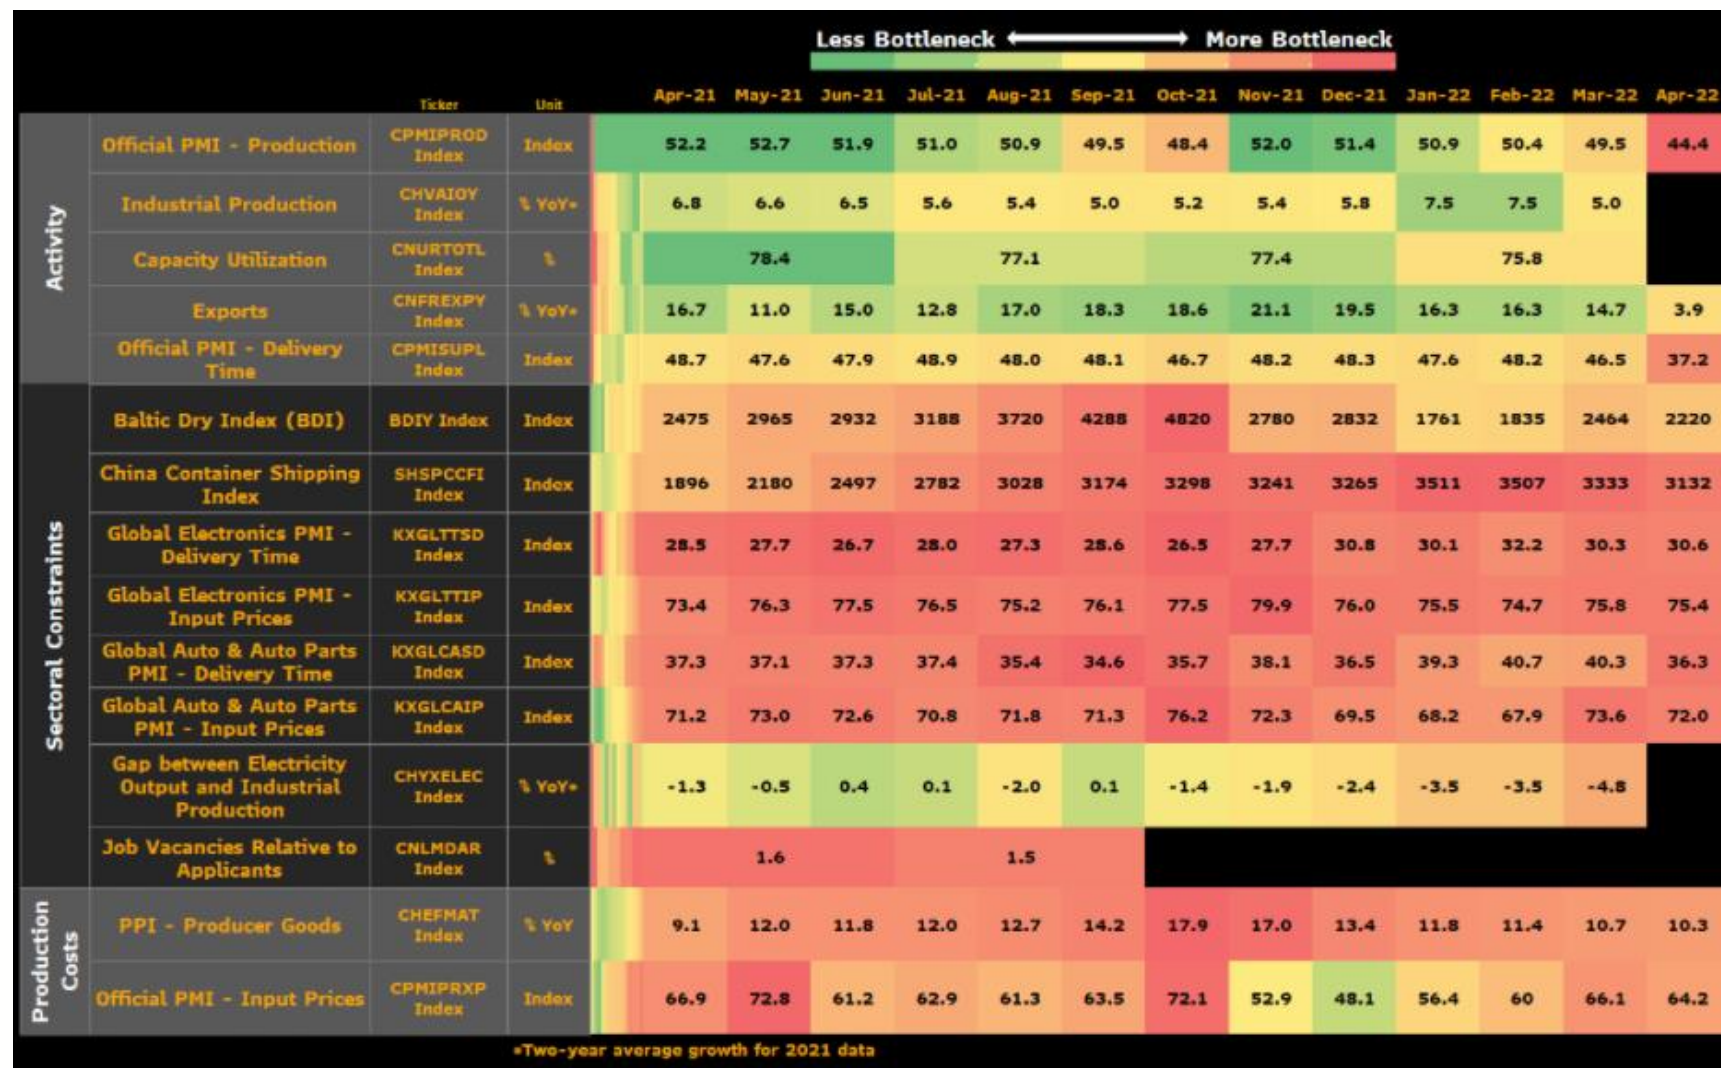 Less Bottleneck More Bottleneck
Ticker Unit Apr-21 May-21 Jun-21 Jul-21 Aug-21 Sep-21 Oct-21 Nov-21 Dec-21 Jan-22 Feb-22 Mar-22 Apr-22
Activity
Official PMI - Production CPMIPROD Index Index 52.2 52.7 51.9 51.0 50.9 49.5 48.4 52.0 51.4 50.9 50.4 49.5 44.4
Industrial Production CHVAIOY Index % YoY* 6.8 6.6 6.5 5.6 5.4 5.0 5.2 5.4 5.8 7.5 7.5 5.0
Capacity Utilization CNURTOTL Index % 78.4 77.1 77.4 75.8
Exports CNFREXPY Index % YoY* 16.7 11.0 15.0 12.8 17.0 18.3 18.6 21.1 19.5 16.3 16.3 14.7 3.9
Official PMI - Delivery Time CPMISUPL Index Index 48.7 47.6 47.9 48.9 48.0 48.1 46.7 48.2 48.3 47.6 48.2 46.5 37.2
Sectoral Constraints
Baltic Dry Index (BDI) BDIY Index Index 2475 2965 2932 3188 3720 4288 4820 2780 2832 1761 1835 2464 2220
China Container Shipping Index SHSPCCFI Index Index 1896 2180 2497 2782 3028 3174 3298 3241 3265 3511 3507 3333 3132
Global Electronics PMI - Delivery Time KXGLTTSD Index Index 28.5 27.7 26.7 28.0 27.3 28.6 26.5 27.7 30.8 30.1 32.2 30.3 30.6
Global Electronics PMI - Input Prices KXGLTTIP Index Index 73.4 76.3 77.5 76.5 75.2 76.1 77.5 79.9 76.0 75.5 74.7 75.8 75.4
Global Auto & Auto Parts PMI - Delivery Time KXGLCASD Index Index 37.3 37.1 37.3 37.4 35.4 34.6 35.7 38.1 36.5 39.3 40.7 40.3 36.3
Global Auto & Auto Parts PMI - Input Prices KXGLCAIP Index Index 71.2 73.0 72.6 70.8 71.8 71.3 76.2 72.3 69.5 68.2 67.9 73.6 72.0
Gap between Electricity Output and Industrial Production CHYXELEC Index % YoY* -1.3 -0.5 0.4 0.1 -2.0 0.1 -1.4 -1.9 -2.4 -3.5 -3.5 -4.8
Job Vacancies Relative to Applicants CNLMDAR Index % 1.6 1.5
Production Costs
PPI - Producer Goods CHEFMAT Index % YoY 9.1 12.0 11.8 12.0 12.7 14.2 17.9 17.0 13.4 11.8 11.4 10.7 10.3
Official PMI - Input Prices CPMIPRXP Index Index 66.9 72.8 61.2 62.9 61.3 63.5 72.1 52.9 48.1 56.4 60 66.1 64.2
*Two-year average growth for 2021 data